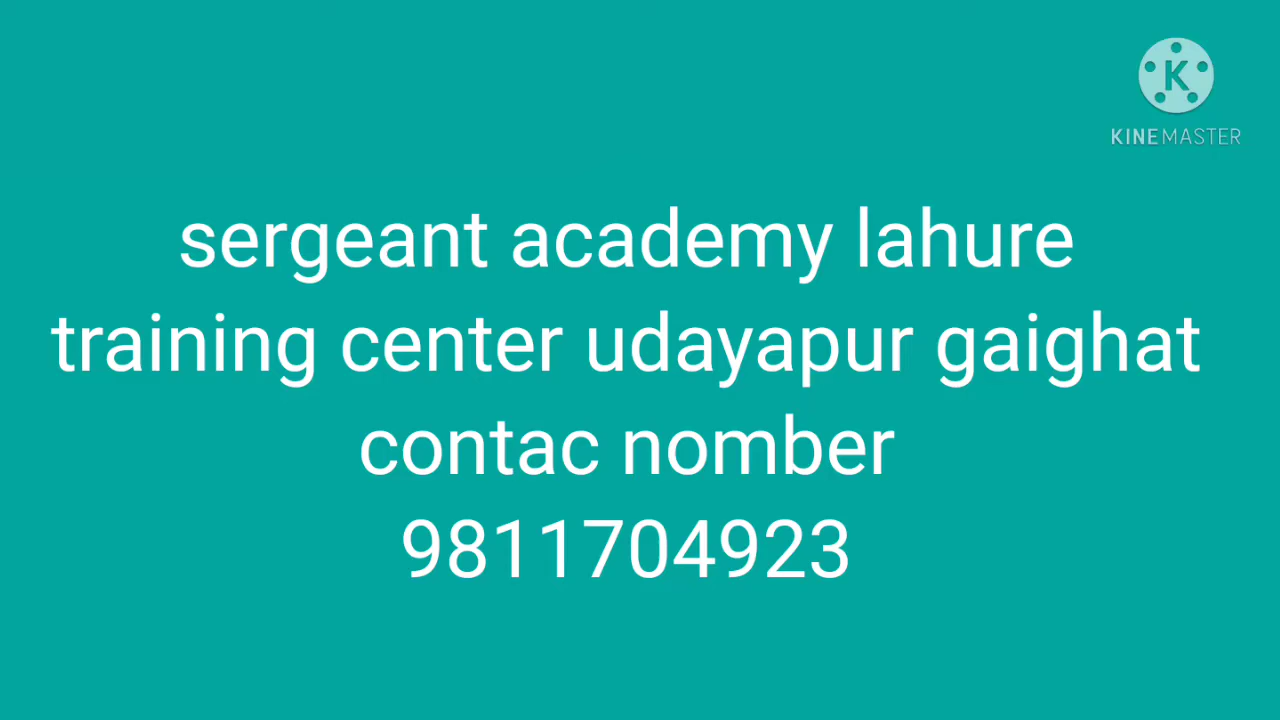 K
KINEMASTER
sergeant academy lahure
training center udayapur gaighat
contac nomber
9811704923